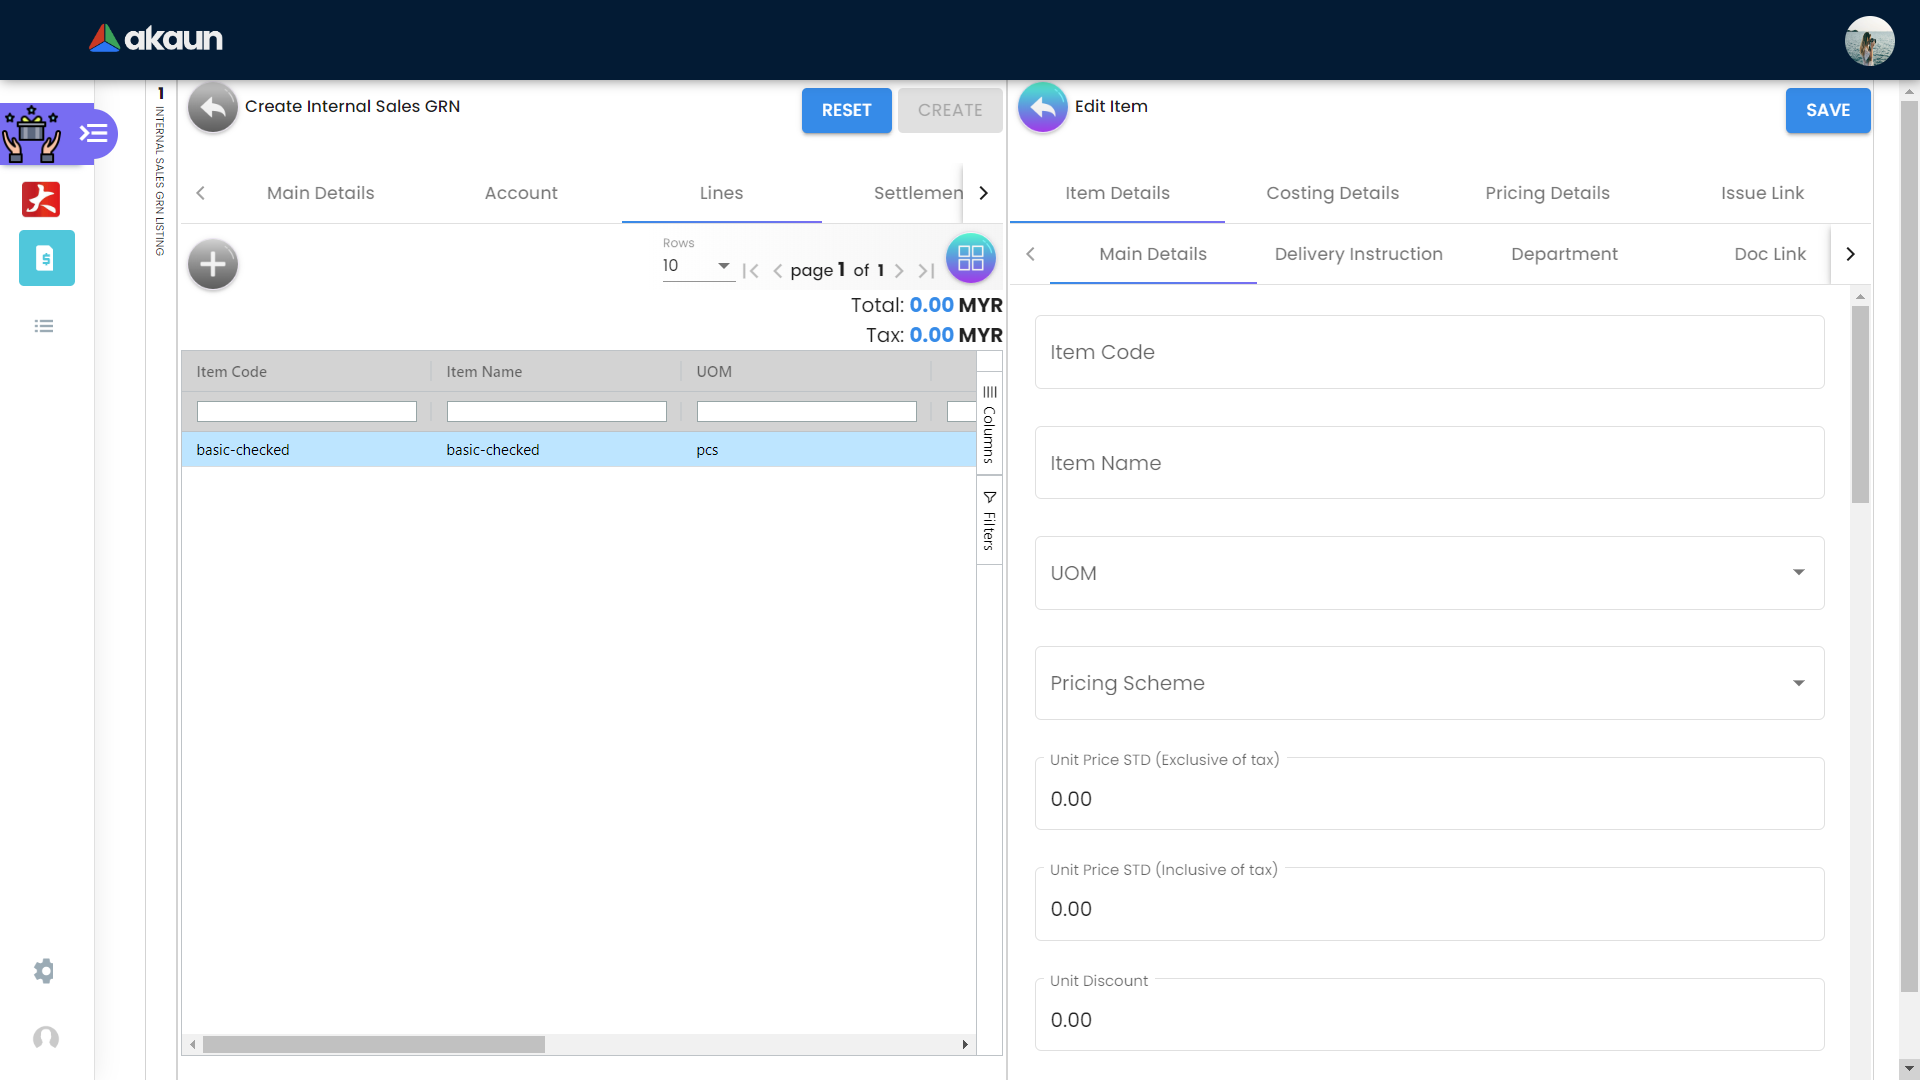 akaun
1
INTERNAL SALES GRN LISTING
Create Internal Sales GRN
RESET
CREATE
Main Details
Account
Lines
Settlemen
Rows
10
page 1 of 1
Total: 0.00 MYR
Tax: 0.00 MYR
Item Code
Item Name
UOM
basic-checked
basic-checked
pcs
Columns
Filters
Edit Item
SAVE
Item Details
Costing Details
Pricing Details
Issue Link
Main Details
Delivery Instruction
Department
Doc Link
Item Code
Item Name
UOM
Pricing Scheme
Unit Price STD (Exclusive of tax)
0.00
Unit Price STD (Inclusive of tax)
0.00
Unit Discount
0.00